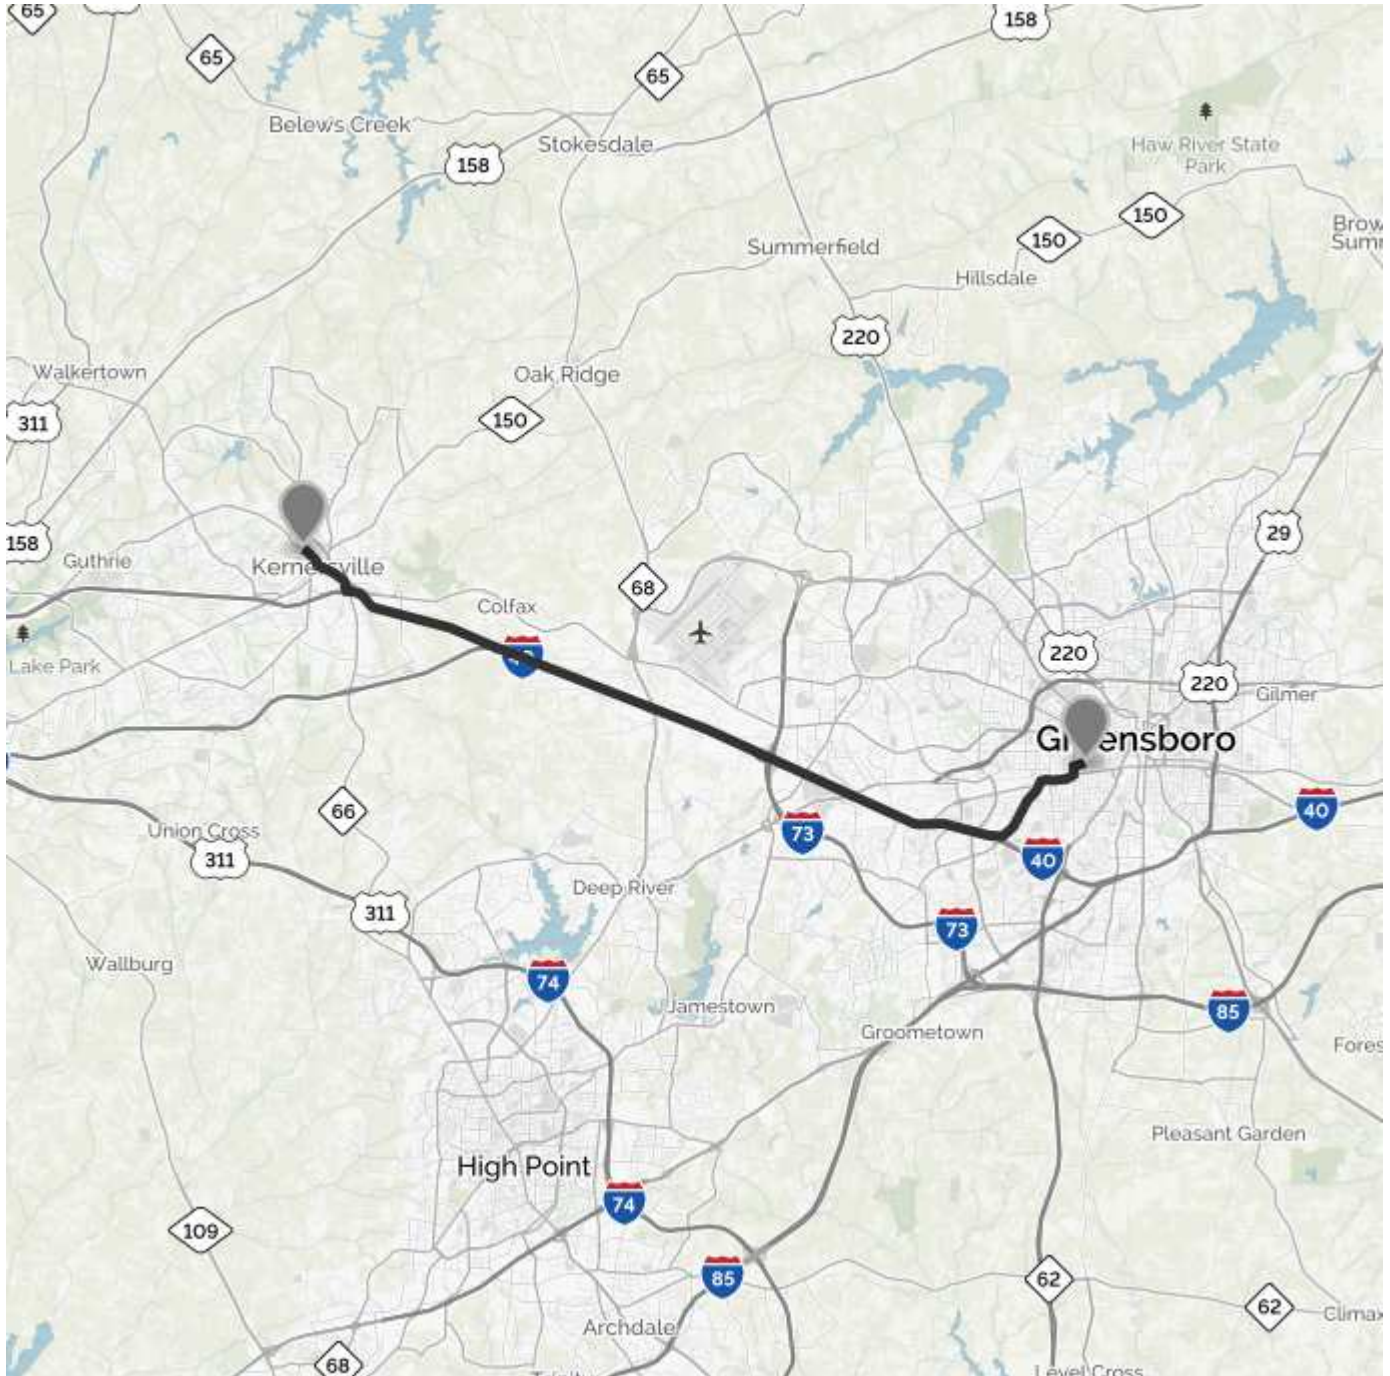 65
158
65
65
Belews Creek
Stokesdale
158
Haw River State
Park
150
150
Summerfield
Hillsdale
220
Walkertown
Oak Ridge
311
150
29
158
Guthrie
68
Colfax
Lake Park
220
220
Gilmer
Greensboro
66
Union Cross
311
73
40
40
Deep River
311
73
Wallburg
74
Jamestown
85
Groometown
Pleasant Garden
High Point
74
109
85
62
62
Climax
Archdale
68
Level Cross